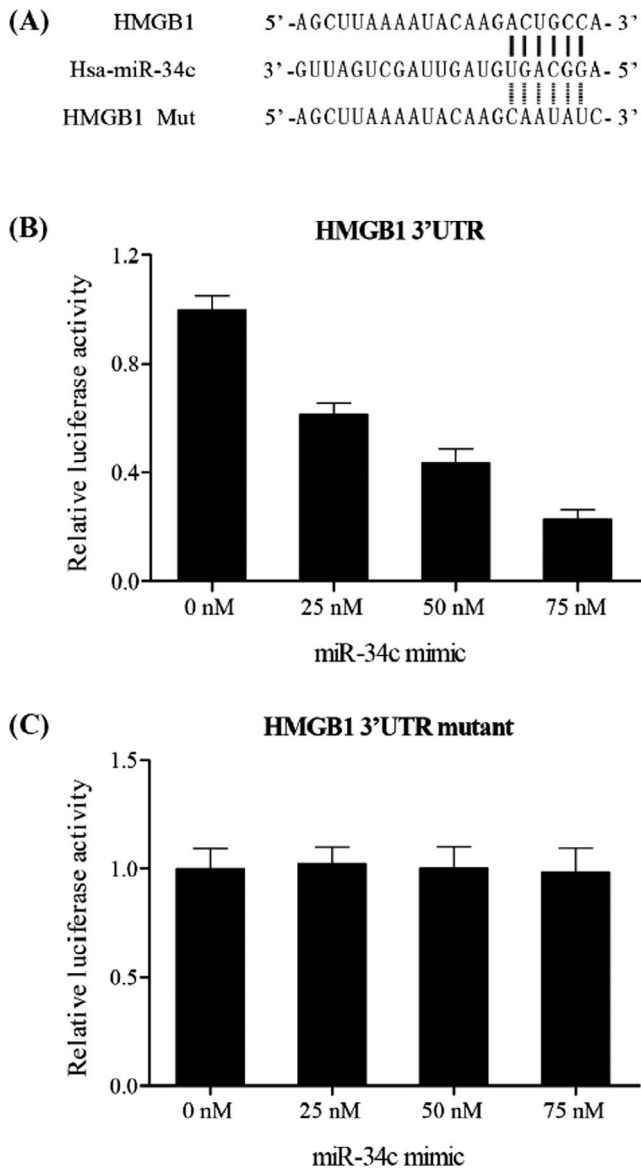 (A)
HMGB1 5'-AGCUUAAAAUACAAGACUGCCA-3'
Hsa-miR-34c 3'-GUUAGUCGAUUGAUGUGACGGA-5'
HMGB1 Mut 5'-AGCUUAAAAUACAAGCAAUAUC-3'
(B)
HMGB1 3'UTR
Relative luciferase activity
1.2
0.8
0.4
0.0
0 nM 25 nM 50 nM 75 nM
miR-34c mimic
(C)
HMGB1 3'UTR mutant
Relative luciferase activity
1.5
1.0
0.5
0.0
0 nM 25 nM 50 nM 75 nM
miR-34c mimic